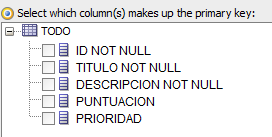 Select which column(s) makes up the primary key:
TODO
ID NOT NULL
TITULO NOT NULL
DESCRIPCION NOT NULL
PUNTUACION
PRIORIDAD